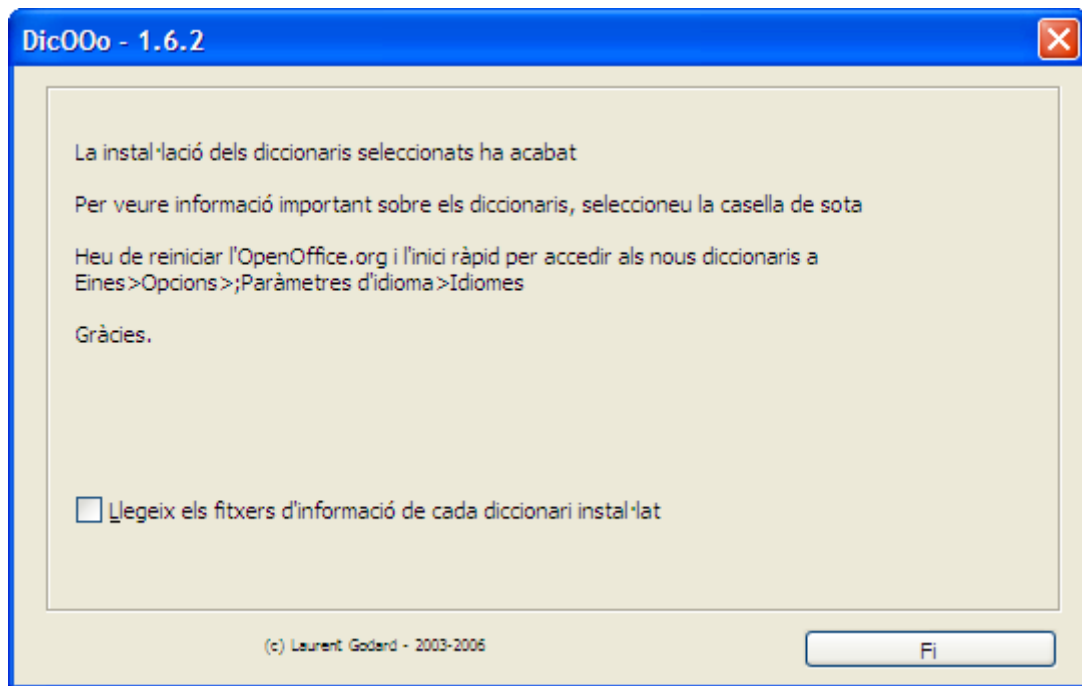 DicOOo - 1.6.2
La instal·lació dels diccionaris seleccionats ha acabat
Per veure informació important sobre els diccionaris, seleccioneu la casella de sota
Heu de reiniciar l'OpenOffice.org i l'inici ràpid per accedir als nous diccionaris a
Eines>Opcions>;Paràmetres d'idioma>Idiomes
Gràcies.
Llegeix els fitxers d'informació de cada diccionari instal·lat
(c) Laurent Godard - 2003-2006
Fi